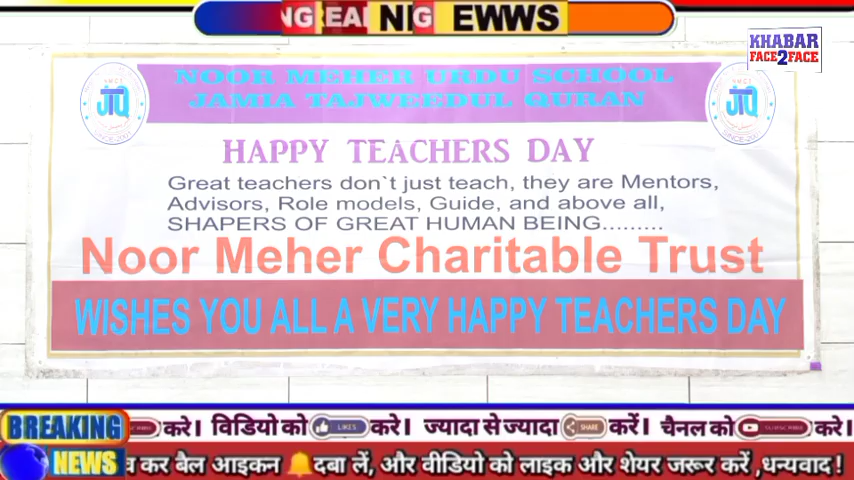 KHABAR
FACE2FACE
NOOR MEHER URDU SCHOOL
JAMIA TAJWEEDUL QURAN
JTQ
JTQ
HAPPY TEACHERS DAY
Great teachers don`t just teach, they are Mentors,
Advisors, Role models, Guide, and above all,
SHAPERS OF GREAT HUMAN BEING.........
Noor Meher Charitable Trust
WISHES YOU ALL A VERY HAPPY TEACHERS DAY
BREAKING
NEWS
करे। विडियो को LIKES करे। ज्यादा से ज्यादा SHARE करें। चैनल को SUBSCRIBE करे।
कर बैल आइकन 🔔 दबा लें, और वीडियो को लाइक और शेयर जरूर करें ,धन्यवाद !